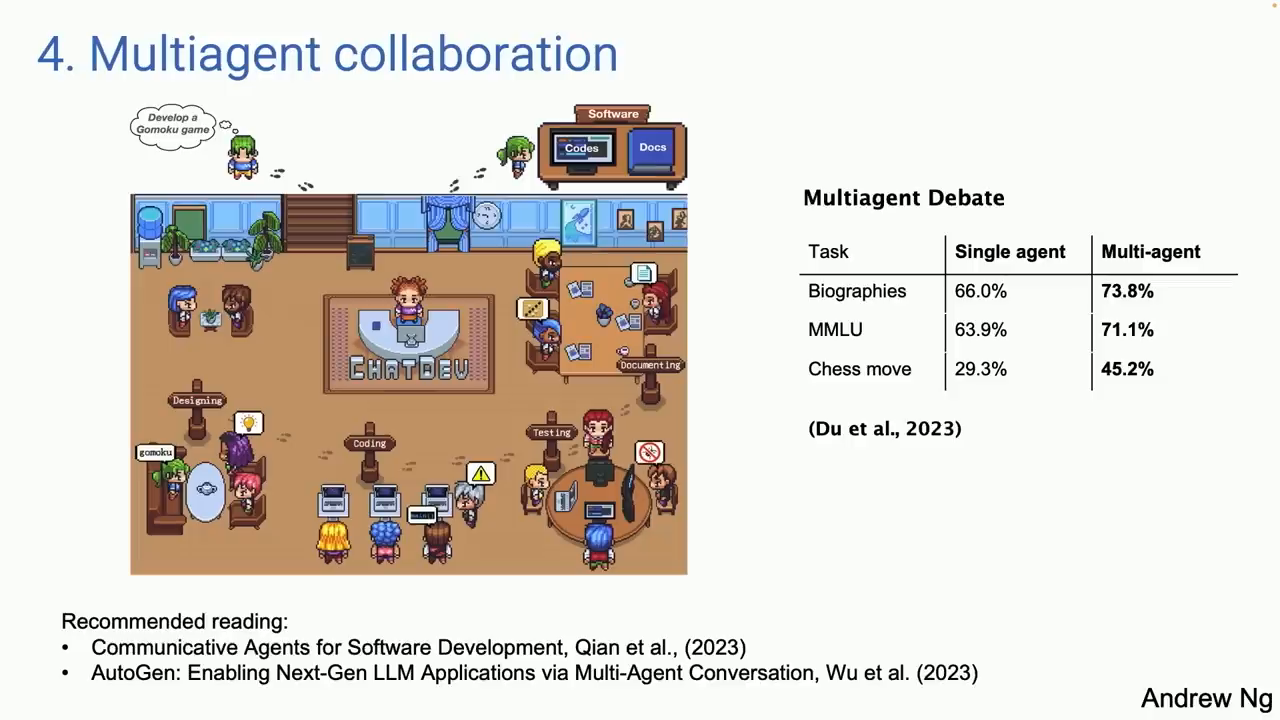 4. Multiagent collaboration
Develop a
Gomoku game
Software
Codes
Docs
CHATDEV
Documenting
Designing
gomoku
Coding
Testing
Multiagent Debate
Task Single agent Multi-agent
Biographies 66.0% 73.8%
MMLU 63.9% 71.1%
Chess move 29.3% 45.2%
(Du et al., 2023)
Recommended reading:
• Communicative Agents for Software Development, Qian et al., (2023)
• AutoGen: Enabling Next-Gen LLM Applications via Multi-Agent Conversation, Wu et al. (2023)
Andrew Ng